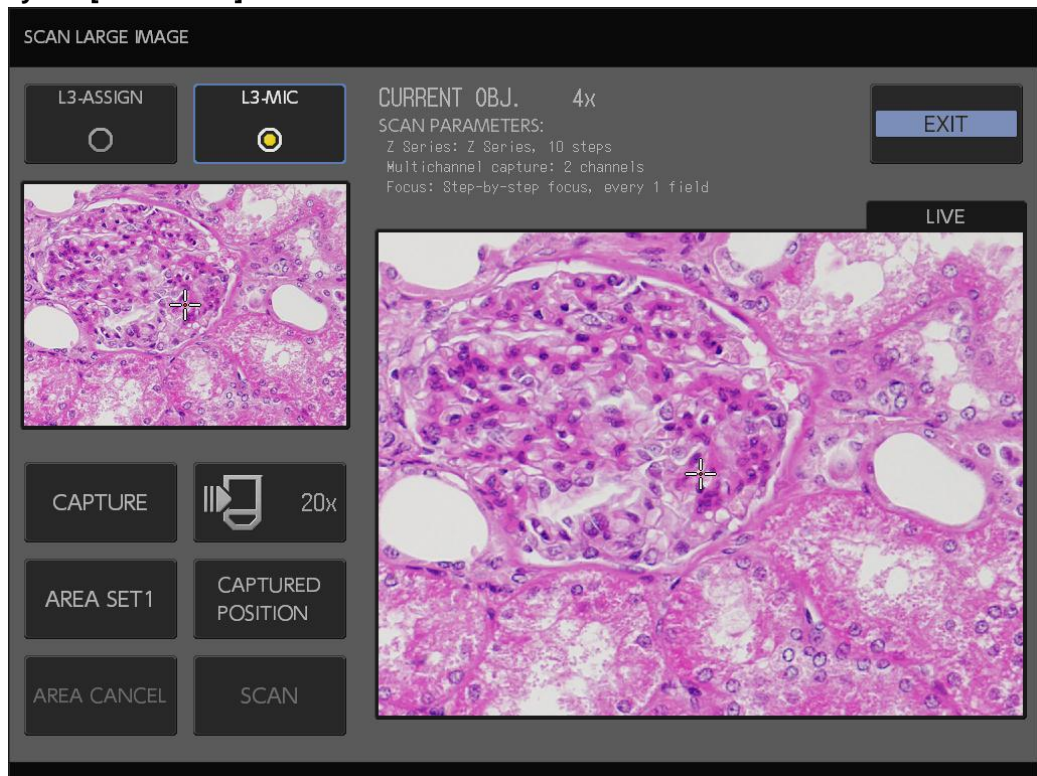 SCAN LARGE IMAGE
L3-ASSIGN
L3-MIC
CURRENT OBJ. 4x
SCAN PARAMETERS:
Z Series: Z Series, 10 steps
Multichannel capture: 2 channels
Focus: Step-by-step focus, every 1 field
EXIT
LIVE
CAPTURE
20x
AREA SET1
CAPTURED
POSITION
AREA CANCEL
SCAN